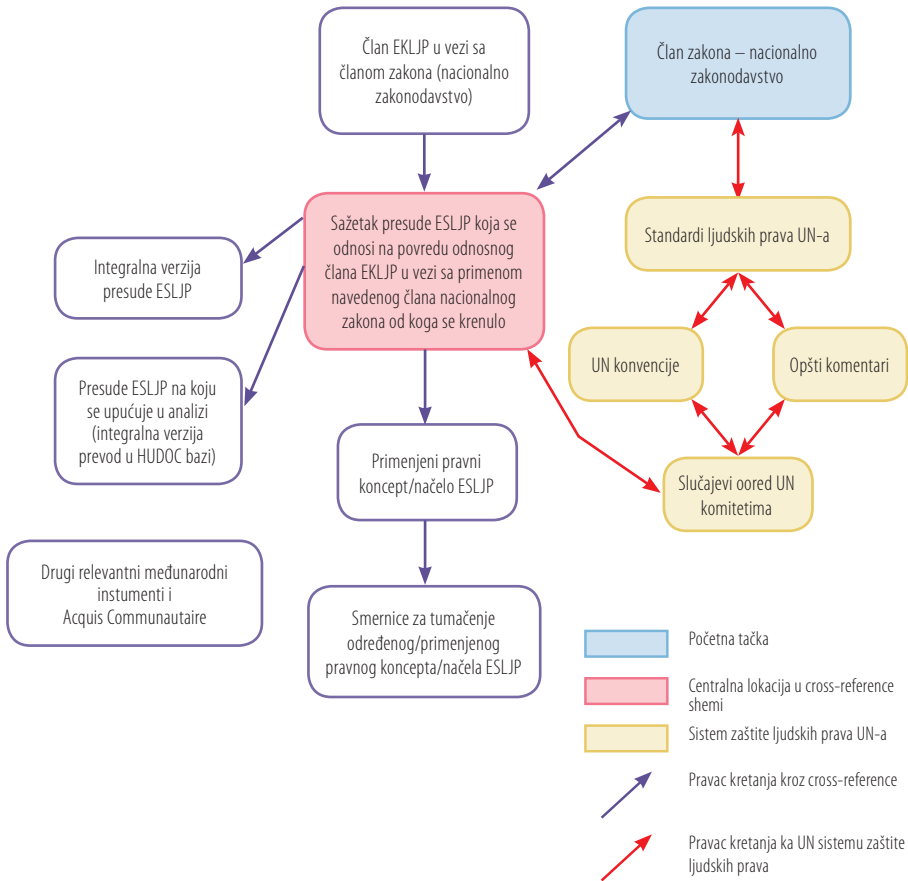 Član EKLJP u vezi sa
članom zakona (nacionalno
zakonodavstvo)
Član zakona – nacionalno
zakonodavstvo
Sažetak presude ESLJP koja se
odnosi na povredu odnosnog
člana EKLJP u vezi sa primenom
navedenog člana nacionalnog
zakona od koga se krenulo
Standardi ljudskih prava UN-a
Integralna verzija
presude ESLJP
UN konvencije
Opšti komentari
Presude ESLJP na koju
se upućuje u analizi
(integralna verzija
prevod u HUDOC bazi)
Primenjeni pravni
koncept/načelo ESLJP
Slučajevi oored UN
komitetima
Drugi relevantni međunarodni
instumenti i
Acquis Communautaire
Smernice za tumačenje
određenog/primenjenog
pravnog koncepta/načela ESLJP
Početna tačka
Centralna lokacija u cross-reference
shemi
Sistem zaštite ljudskih prava UN-a
Pravac kretanja kroz cross-reference
Pravac kretanja ka UN sistemu zaštite
ljudskih prava